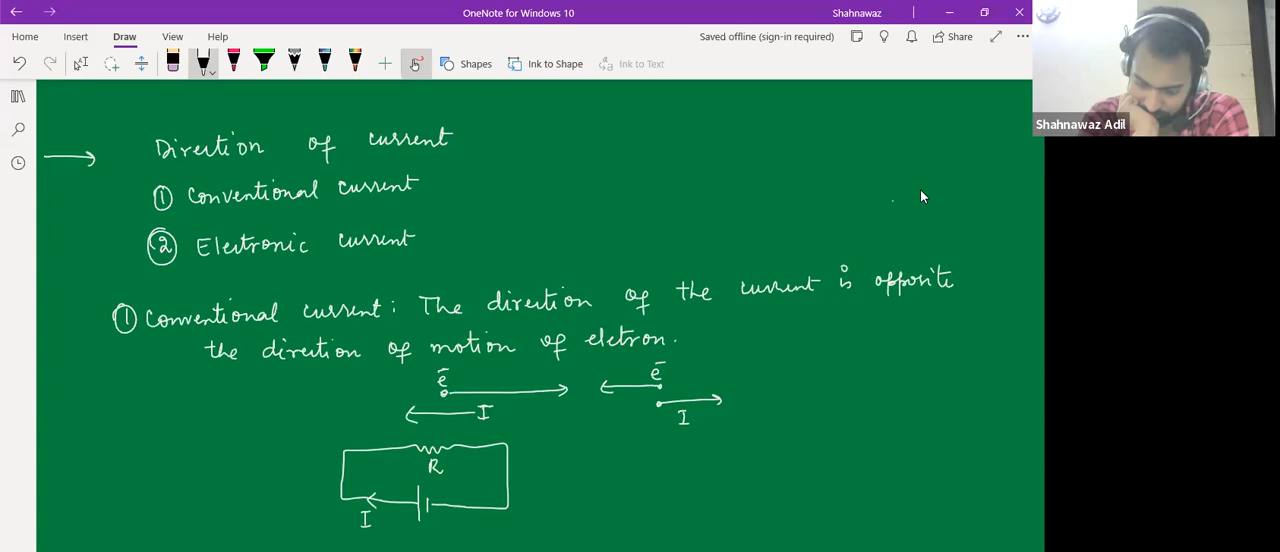 OneNote for Windows 10
Shahnawaz
Home Insert Draw View Help
Saved offline (sign-in required)
Share
Shapes
Ink to Shape
Ink to Text
Shahnawaz Adil
Direction of current
① Conventional current
② Electronic current
① Conventional current: The direction of the current is opposite
the direction of motion of eletron.
e̅
e̅
I
I
R
I